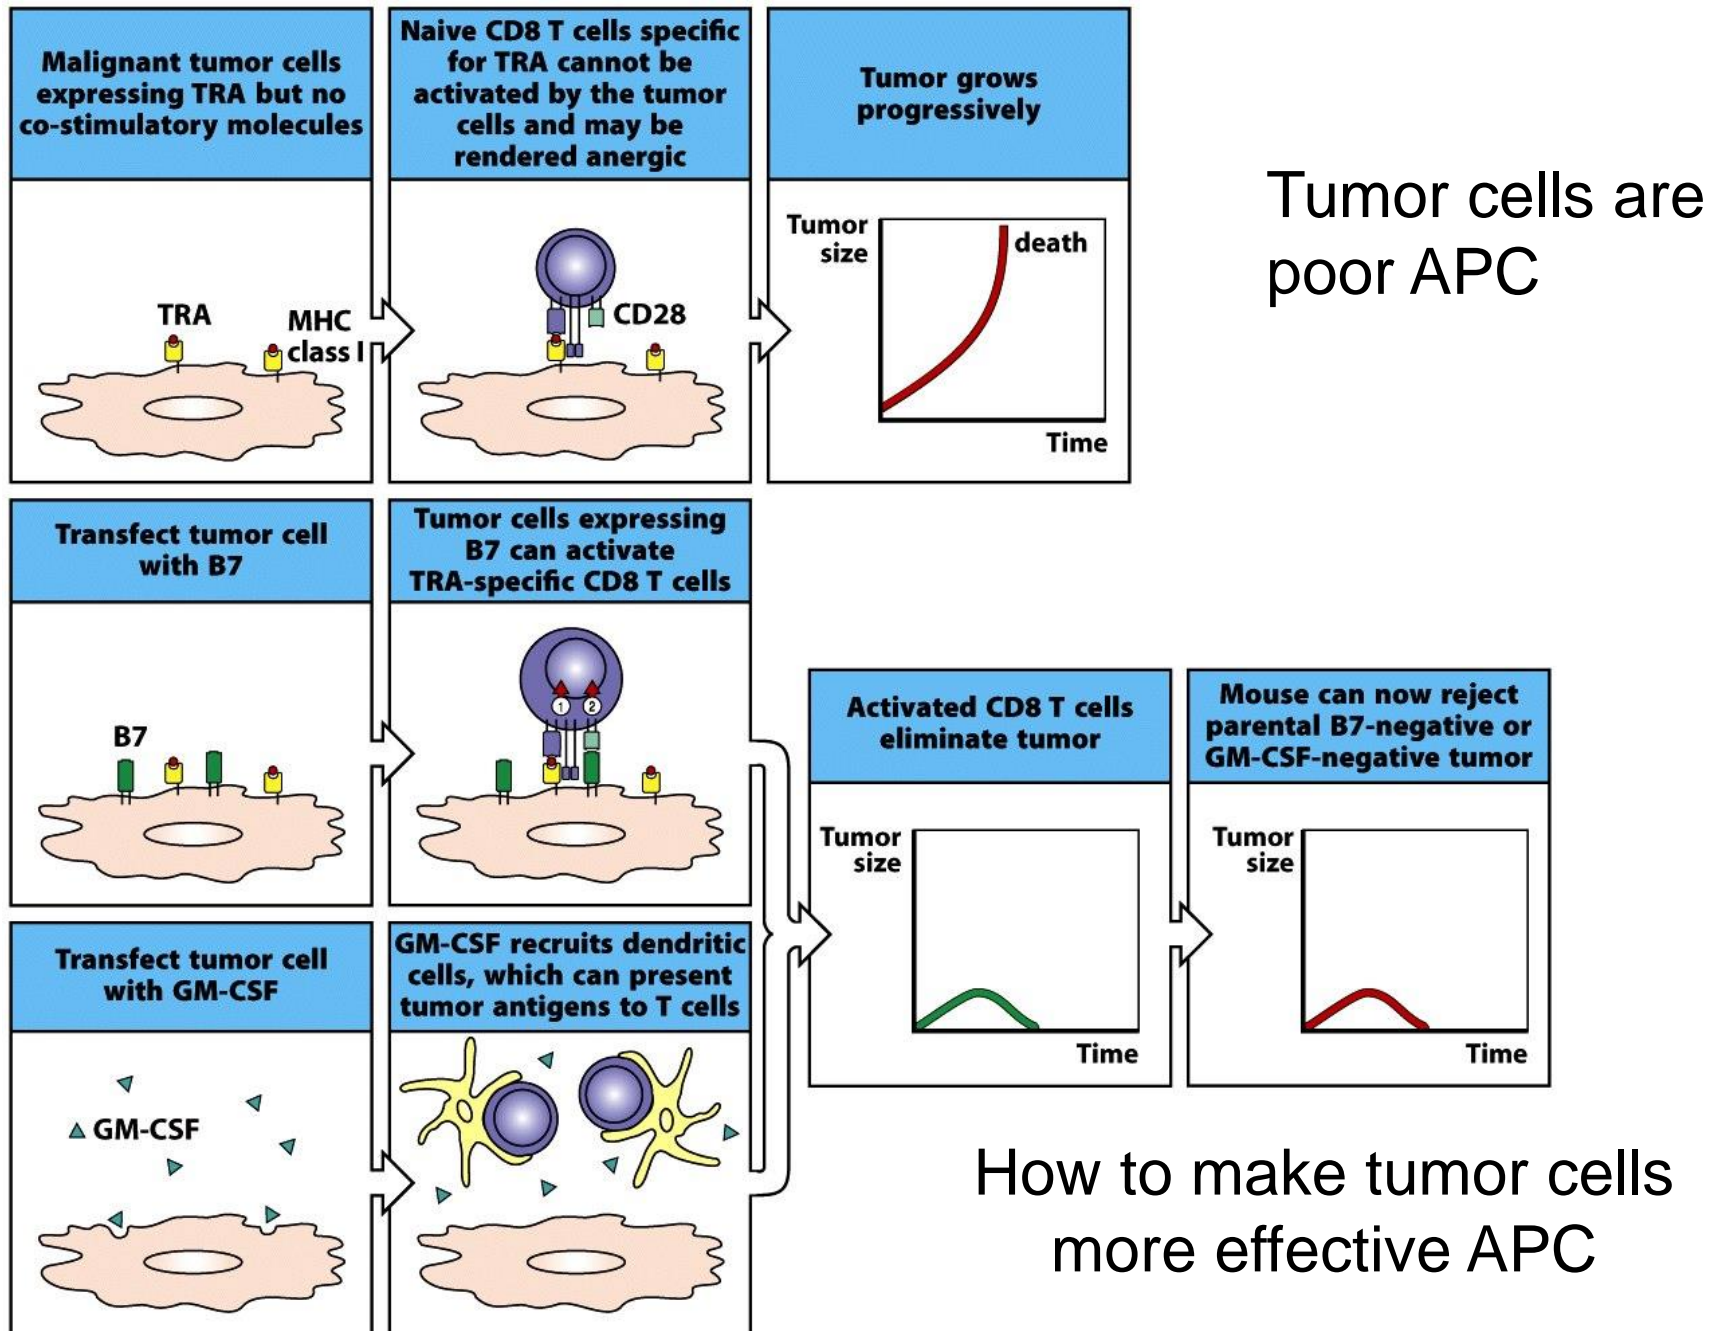 Malignant tumor cells
expressing TRA but no
co-stimulatory molecules
Naive CD8 T cells specific
for TRA cannot be
activated by the tumor
cells and may be
rendered anergic
Tumor grows
progressively
TRA
MHC
class I
CD28
Tumor
size
death
Time
Tumor cells are
poor APC
Transfect tumor cell
with B7
Tumor cells expressing
B7 can activate
TRA-specific CD8 T cells
B7
1
2
Transfect tumor cell
with GM-CSF
GM-CSF recruits dendritic
cells, which can present
tumor antigens to T cells
GM-CSF
Activated CD8 T cells
eliminate tumor
Tumor
size
Time
Mouse can now reject
parental B7-negative or
GM-CSF-negative tumor
Tumor
size
Time
How to make tumor cells
more effective APC